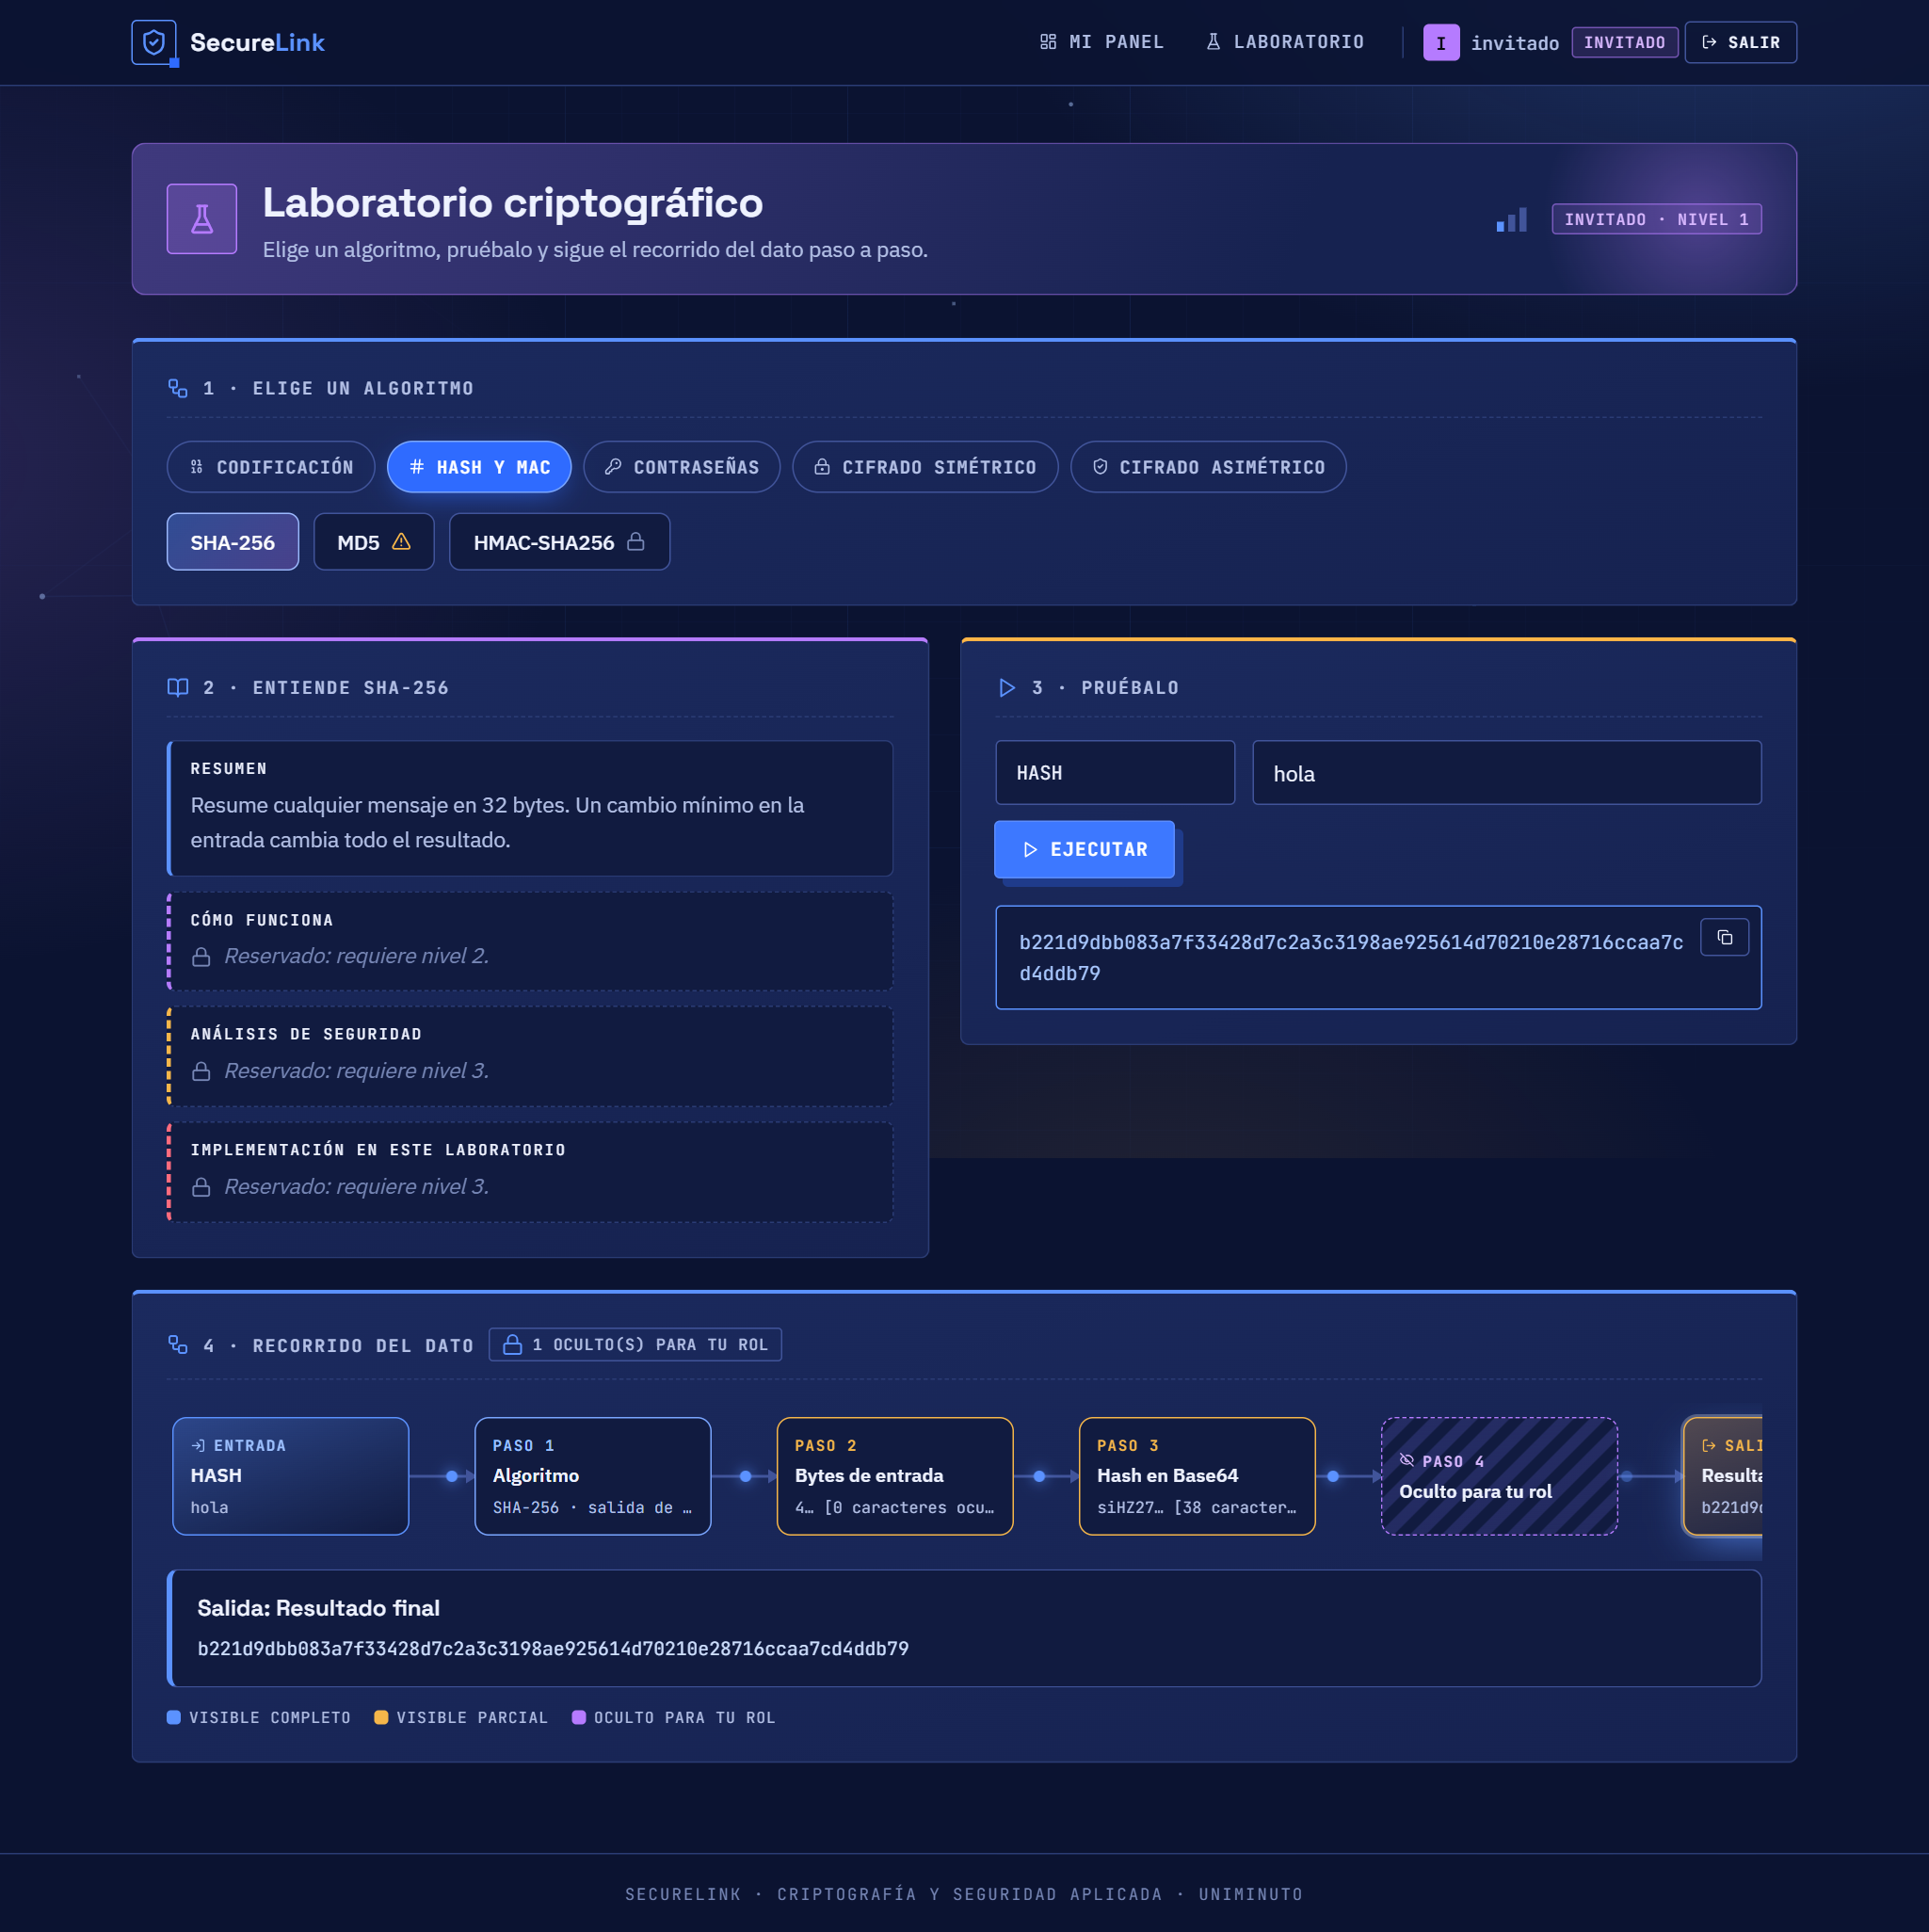 SecureLink
MI PANEL
LABORATORIO
I
invitado
INVITADO
SALIR
Laboratorio criptográfico
Elige un algoritmo, pruébalo y sigue el recorrido del dato paso a paso.
INVITADO · NIVEL 1
1 · ELIGE UN ALGORITMO
CODIFICACIÓN
HASH Y MAC
CONTRASEÑAS
CIFRADO SIMÉTRICO
CIFRADO ASIMÉTRICO
SHA-256
MD5
HMAC-SHA256
2 · ENTIENDE SHA-256
RESUMEN
Resume cualquier mensaje en 32 bytes. Un cambio mínimo en la
entrada cambia todo el resultado.
CÓMO FUNCIONA
Reservado: requiere nivel 2.
ANÁLISIS DE SEGURIDAD
Reservado: requiere nivel 3.
IMPLEMENTACIÓN EN ESTE LABORATORIO
Reservado: requiere nivel 3.
3 · PRUÉBALO
HASH
hola
EJECUTAR
b221d9dbb083a7f33428d7c2a3c3198ae925614d70210e28716ccaa7c
d4ddb79
4 · RECORRIDO DEL DATO
1 OCULTO(S) PARA TU ROL
ENTRADA
HASH
hola
PASO 1
Algoritmo
SHA-256 · salida de …
PASO 2
Bytes de entrada
4… [0 caracteres ocu…
PASO 3
Hash en Base64
siHZ27… [38 caracter…
PASO 4
Oculto para tu rol
SALI
Resulta
b221d9
Salida: Resultado final
b221d9dbb083a7f33428d7c2a3c3198ae925614d70210e28716ccaa7cd4ddb79
VISIBLE COMPLETO
VISIBLE PARCIAL
OCULTO PARA TU ROL
SECURELINK · CRIPTOGRAFÍA Y SEGURIDAD APLICADA · UNIMINUTO